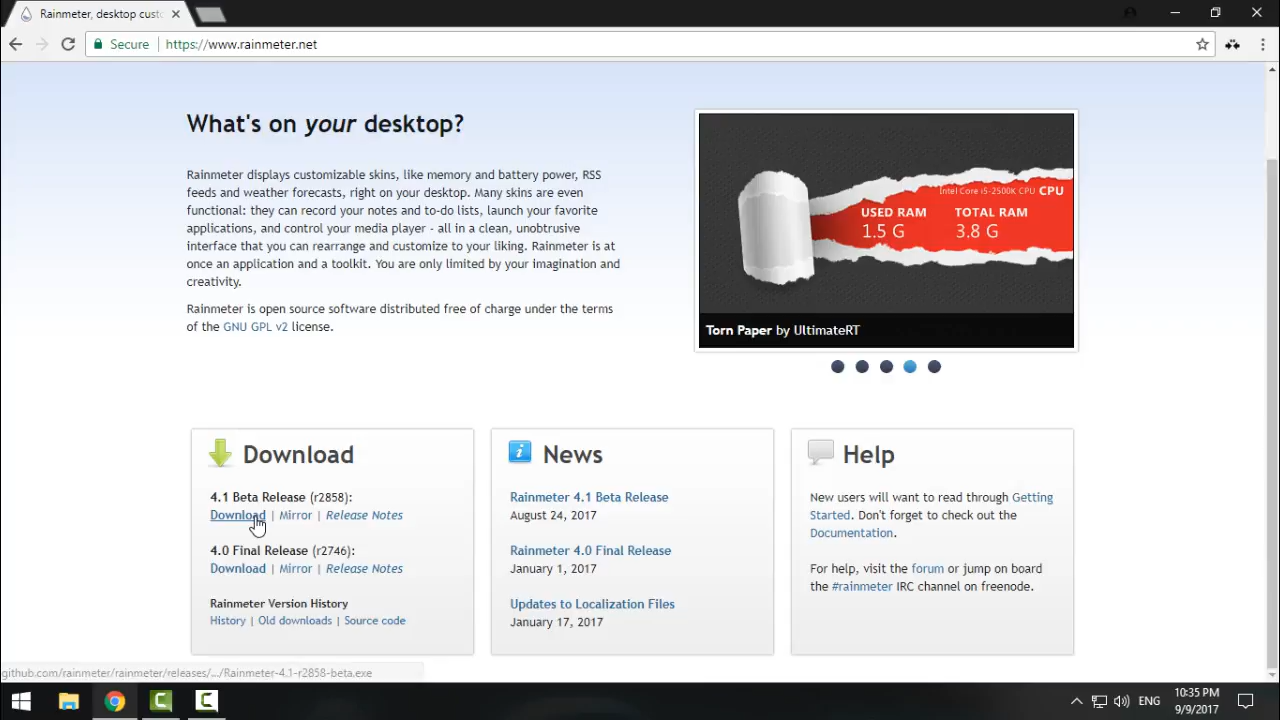 Rainmeter, desktop cust
Secure | https://www.rainmeter.net
What's on your desktop?
Rainmeter displays customizable skins, like memory and battery power, RSS
feeds and weather forecasts, right on your desktop. Many skins are even
functional: they can record your notes and to-do lists, launch your favorite
applications, and control your media player - all in a clean, unobtrusive
interface that you can rearrange and customize to your liking. Rainmeter is at
once an application and a toolkit. You are only limited by your imagination and
creativity.
Rainmeter is open source software distributed free of charge under the terms
of the GNU GPL v2 license.
Intel Core i5-2500K CPU CPU
USED RAM TOTAL RAM
1.5 G 3.8 G
Torn Paper by UltimateRT
Download
4.1 Beta Release (r2858):
Download | Mirror | Release Notes
4.0 Final Release (r2746):
Download | Mirror | Release Notes
Rainmeter Version History
History | Old downloads | Source code
News
Rainmeter 4.1 Beta Release
August 24, 2017
Rainmeter 4.0 Final Release
January 1, 2017
Updates to Localization Files
January 17, 2017
Help
New users will want to read through Getting
Started. Don't forget to check out the
Documentation.
For help, visit the forum or jump on board
the #rainmeter IRC channel on freenode.
github.com/rainmeter/rainmeter/releases/.../Rainmeter-4.1-r2858-beta.exe
ENG
10:35 PM
9/9/2017